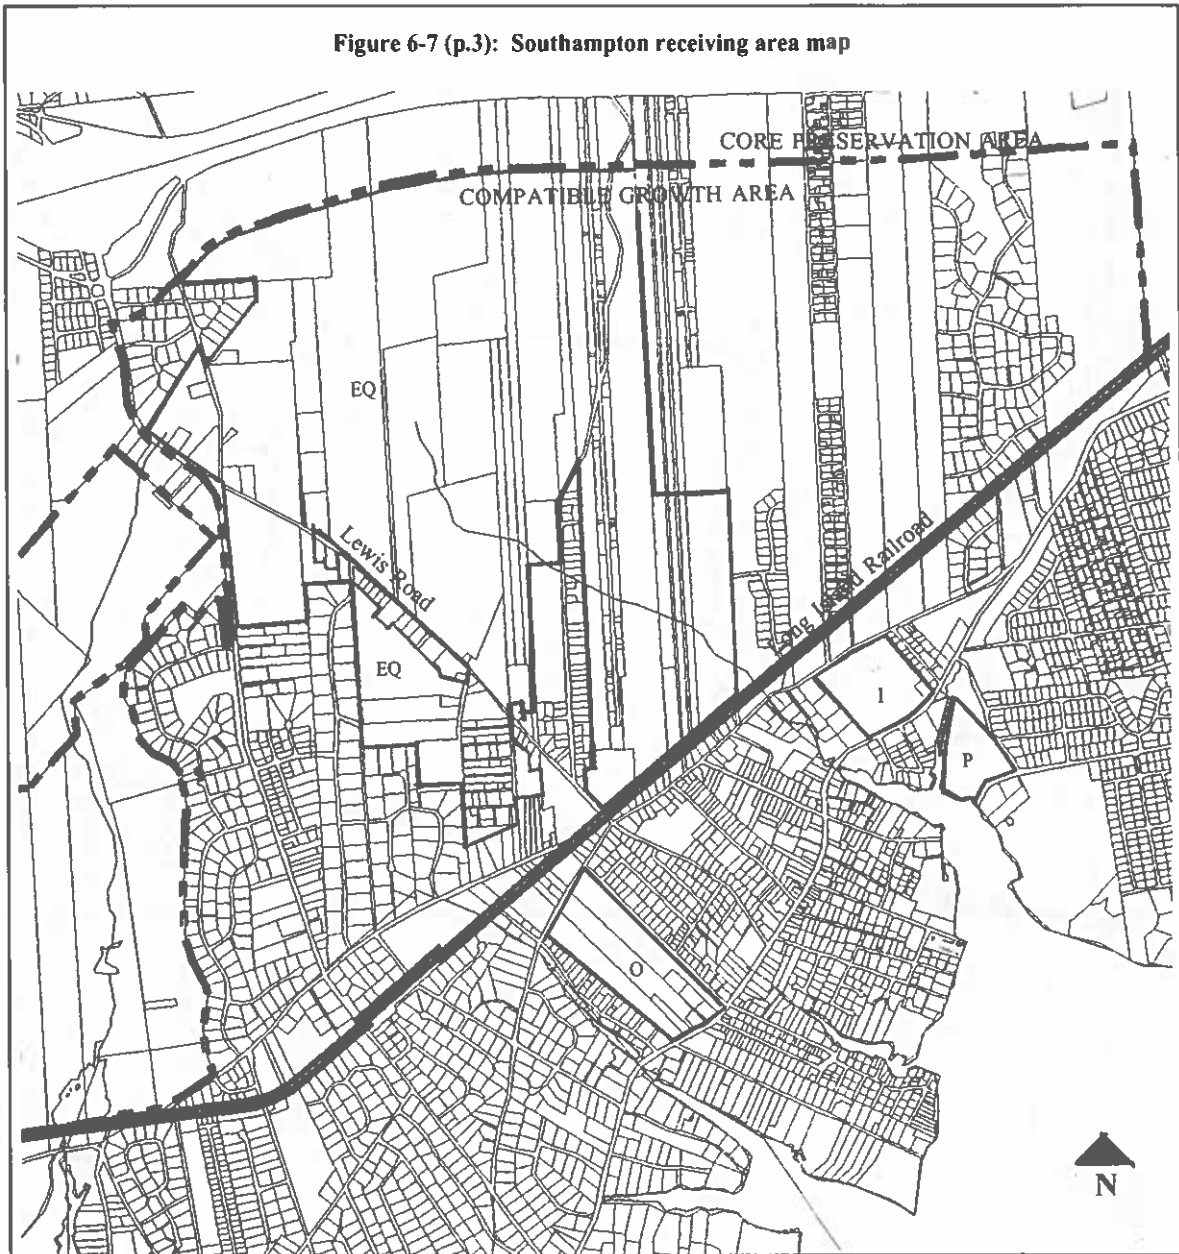 Figure 6-7 (p.3): Southampton receiving area map
CORE PRESERVATION AREA
COMPATIBLE GROWTH AREA
EQ
Lewis Road
Long Island Railroad
EQ
I
P
O
N